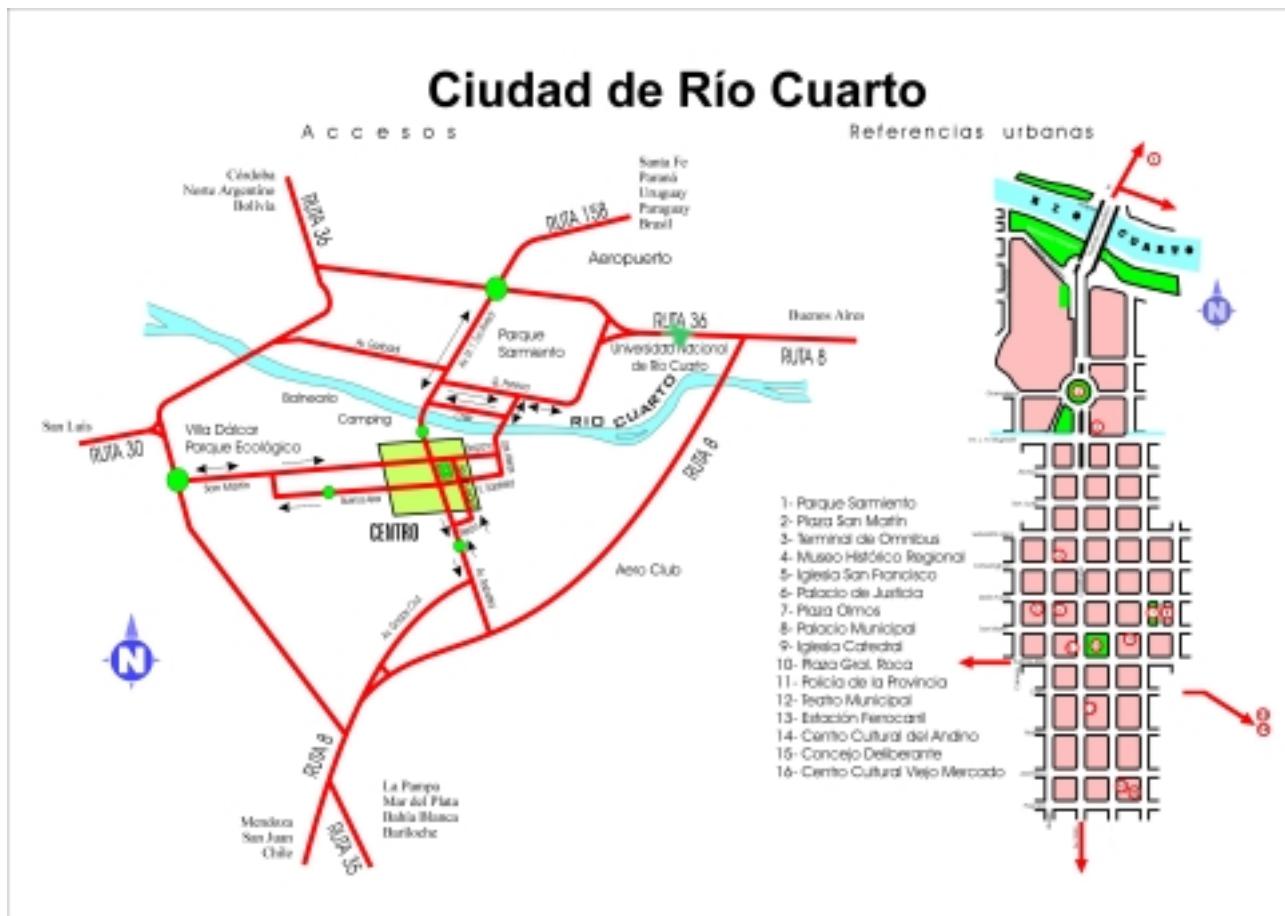 Ciudad de Río Cuarto
Accesos
Referencias urbanas
Córdoba
Norte Argentino
Bolivia
RUTA 36
Santa Fe
Paraná
Uruguay
Paraguay
Brasil
RUTA 158
Aeropuerto
RUTA 36
Buenos Aires
RUTA 8
Universidad Nacional
de Río Cuarto
Parque
Sarmiento
RIO CUARTO
Balneario
Camping
San Luis
RUTA 30
Villa Dálcar
Parque Ecológico
San Martín
CENTRO
RUTA 8
Aero Club
N
RUTA 8
Mendoza
San Juan
Chile
RUTA 35
La Pampa
Mar del Plata
Bahía Blanca
Bariloche
RIO CUARTO
N
1- Parque Sarmiento
2- Plaza San Martín
3- Terminal de Omnibus
4- Museo Histórico Regional
5- Iglesia San Francisco
6- Palacio de Justicia
7- Plaza Olmos
8- Palacio Municipal
9- Iglesia Catedral
10- Plaza Gral. Roca
11- Policía de la Provincia
12- Teatro Municipal
13- Estación Ferrocarril
14- Centro Cultural del Andino
15- Concejo Deliberante
16- Centro Cultural Viejo Mercado